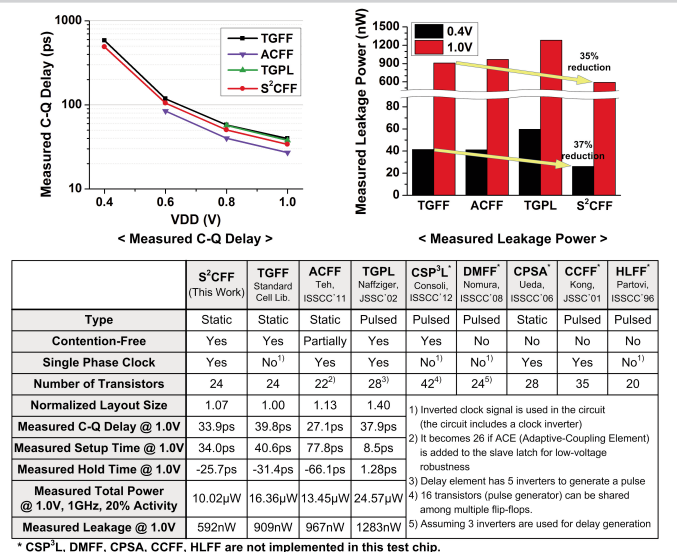 1000
100
10
Measured C-Q Delay (ps)
TGFF
ACFF
TGPL
S²CFF
0.4 0.6 0.8 1.0
VDD (V)
< Measured C-Q Delay >
Measured Leakage Power (nW)
1500
1200
900
600
80
60
40
20
0
0.4V
1.0V
35%
reduction
37%
reduction
TGFF ACFF TGPL S²CFF
< Measured Leakage Power >
S²CFF (This Work) TGFF Standard Cell Lib. ACFF Teh, ISSCC´11 TGPL Naffziger, JSSC´02 CSP³L* Consoli, ISSCC´12 DMFF* Nomura, ISSCC´08 CPSA* Ueda, ISSCC´06 CCFF* Kong, JSSC´01 HLFF* Partovi, ISSCC´96
Type Static Static Static Pulsed Pulsed Pulsed Static Pulsed Pulsed
Contention-Free Yes Yes Partially Yes Yes No No No No
Single Phase Clock Yes No1) Yes Yes No1) No1) Yes Yes No1)
Number of Transistors 24 24 222) 283) 424) 245) 28 35 20
Normalized Layout Size 1.07 1.00 1.13 1.40
Measured C-Q Delay @ 1.0V 33.9ps 39.8ps 27.1ps 37.9ps
Measured Setup Time @ 1.0V 34.0ps 40.6ps 77.8ps 8.5ps
Measured Hold Time @ 1.0V -25.7ps -31.4ps -66.1ps 1.28ps
Measured Total Power
@ 1.0V, 1GHz, 20% Activity 10.02µW 16.36µW 13.45µW 24.57µW
Measured Leakage @ 1.0V 592nW 909nW 967nW 1283nW
1) Inverted clock signal is used in the circuit
(the circuit includes a clock inverter)
2) It becomes 26 if ACE (Adaptive-Coupling Element)
is added to the slave latch for low-voltage
robustness
3) Delay element has 5 inverters to generate a pulse
4) 16 transistors (pulse generator) can be shared
among multiple flip-flops.
5) Assuming 3 inverters are used for delay generation
* CSP³L, DMFF, CPSA, CCFF, HLFF are not implemented in this test chip.